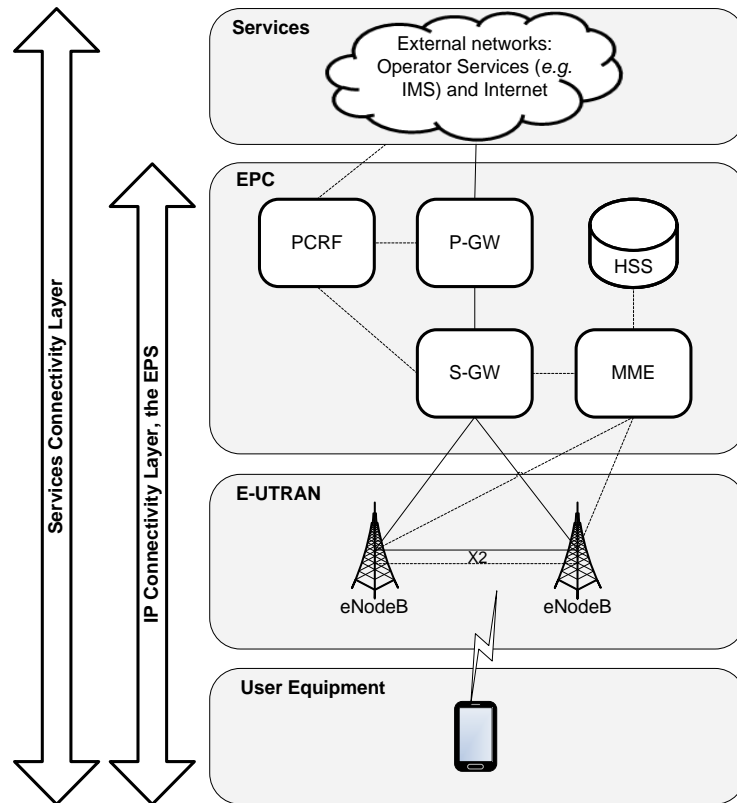 Services
External networks:
Operator Services (e.g.
IMS) and Internet
EPC
PCRF
P-GW
HSS
S-GW
MME
Services Connectivity Layer
IP Connectivity Layer, the EPS
E-UTRAN
X2
eNodeB
eNodeB
User Equipment